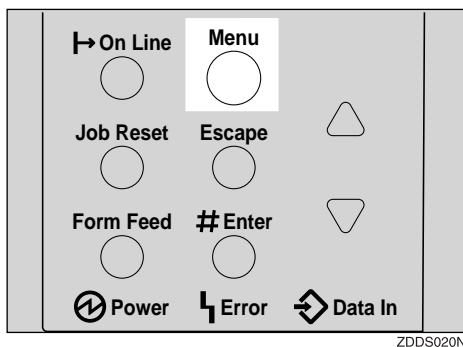 On Line Menu
Job Reset Escape
Form Feed # Enter
Power Error Data In
ZDDS020N